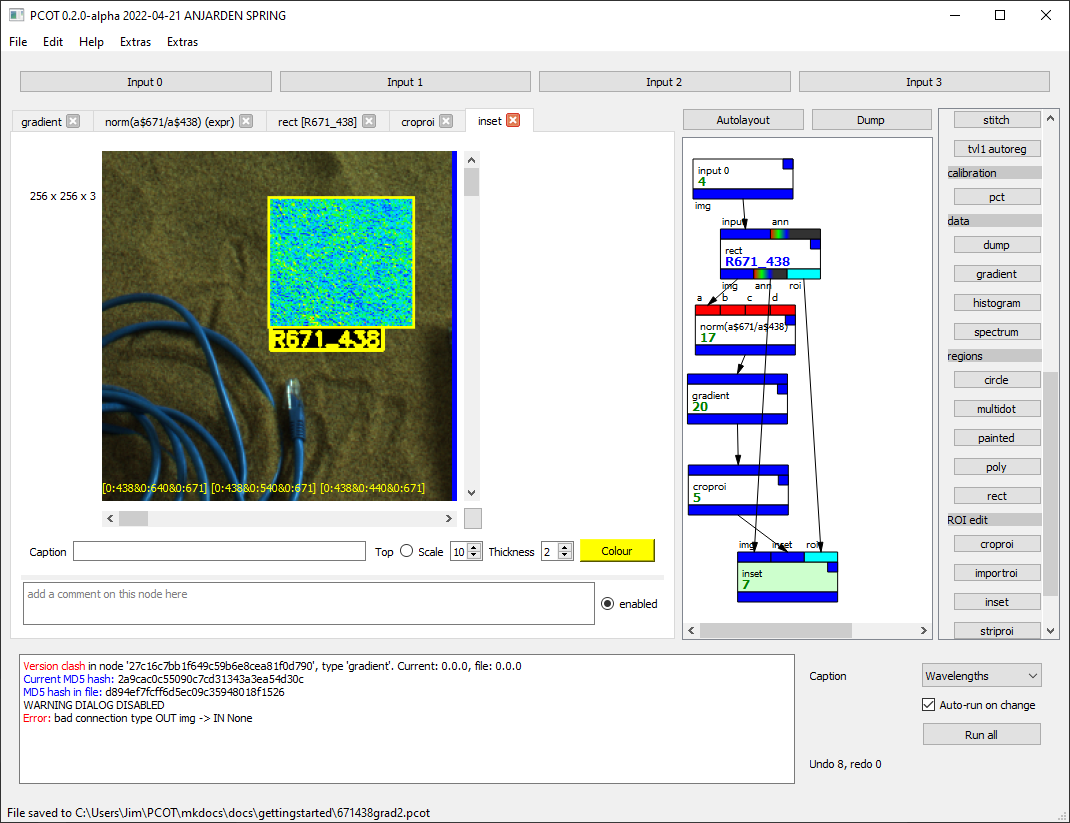 PCOT 0.2.0-alpha 2022-04-21 ANJARDEN SPRING
File Edit Help Extras Extras
Input 0 Input 1 Input 2 Input 3
gradient norm(a$671/a$438) (expr) rect [R671_438] croproi inset
256 x 256 x 3
R671_438
[0:438&0:640&0:671] [0:438&0:540&0:671] [0:438&0:440&0:671]
Caption Top Scale 10 Thickness 2 Colour
add a comment on this node here
enabled
Autolayout Dump
input 0
4
img
input ann
rect
R671_438
img ann roi
a b c d
norm(a$671/a$438)
17
gradient
20
croproi
5
img inset roi
inset
7
stitch
tvl1 autoreg
calibration
pct
data
dump
gradient
histogram
spectrum
regions
circle
multidot
painted
poly
rect
ROI edit
croproi
importroi
inset
striproi
Version clash in node '27c16c7bb1f649c59b6e8cea81f0d790', type 'gradient'. Current: 0.0.0, file: 0.0.0
Current MD5 hash: 2a9cac0c55090c7cd31343a3ea54d30c
MD5 hash in file: d894ef7fcff6d5ec09c35948018f1526
WARNING DIALOG DISABLED
Error: bad connection type OUT img -> IN None
Caption Wavelengths
Auto-run on change
Run all
Undo 8, redo 0
File saved to C:\Users\Jim\PCOT\mkdocs\docs\gettingstarted\671438grad2.pcot